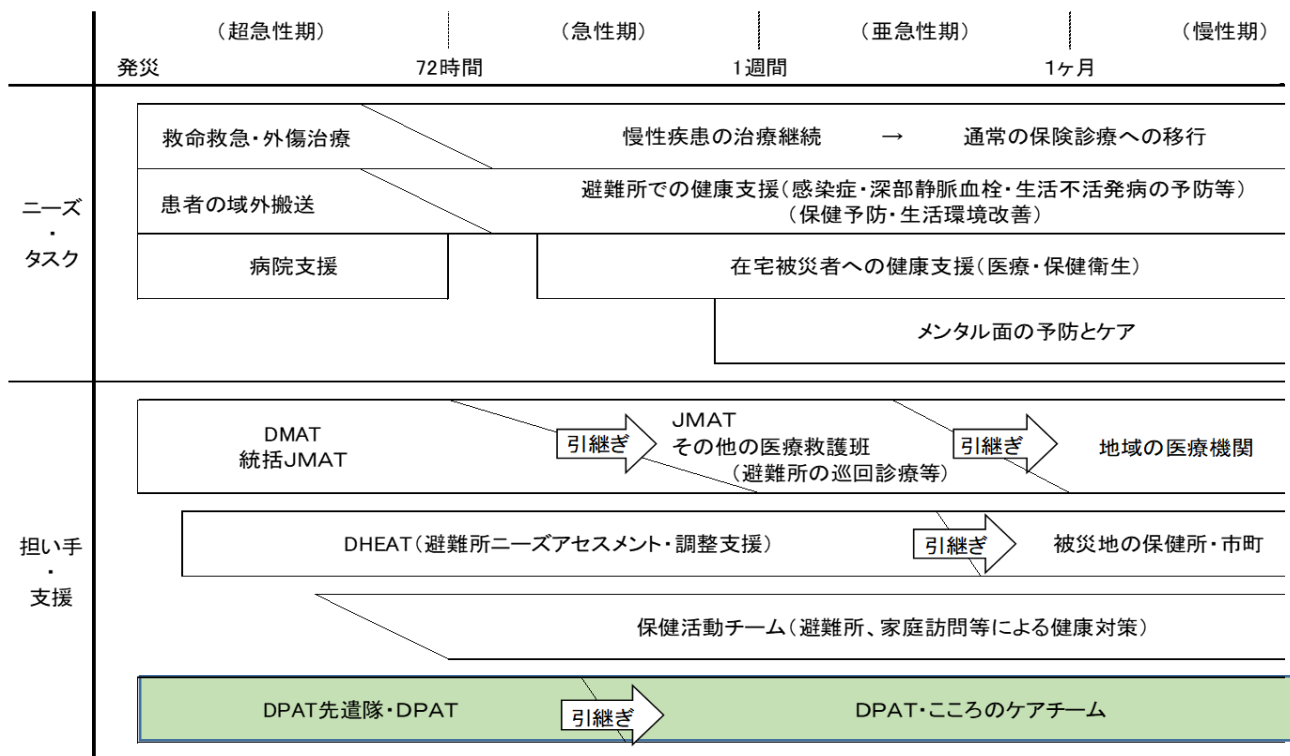 (超急性期)
(急性期)
(亜急性期)
(慢性期)
発災
72時間
1週間
1ヶ月
ニーズ
・
タスク
救命救急・外傷治療
慢性疾患の治療継続 → 通常の保険診療への移行
患者の域外搬送
避難所での健康支援(感染症・深部静脈血栓・生活不活発病の予防等)
(保健予防・生活環境改善)
病院支援
在宅被災者への健康支援(医療・保健衛生)
メンタル面の予防とケア
担い手
・
支援
DMAT
統括JMAT
引継ぎ
JMAT
その他の医療救護班
(避難所の巡回診療等)
引継ぎ
地域の医療機関
DHEAT(避難所ニーズアセスメント・調整支援)
引継ぎ
被災地の保健所・市町
保健活動チーム(避難所、家庭訪問等による健康対策)
DPAT先遣隊・DPAT
引継ぎ
DPAT・こころのケアチーム